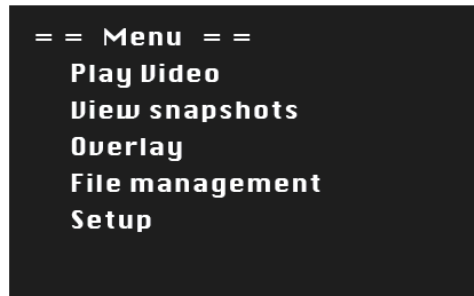 = = Menu = =
Play Video
View snapshots
Overlay
File management
Setup